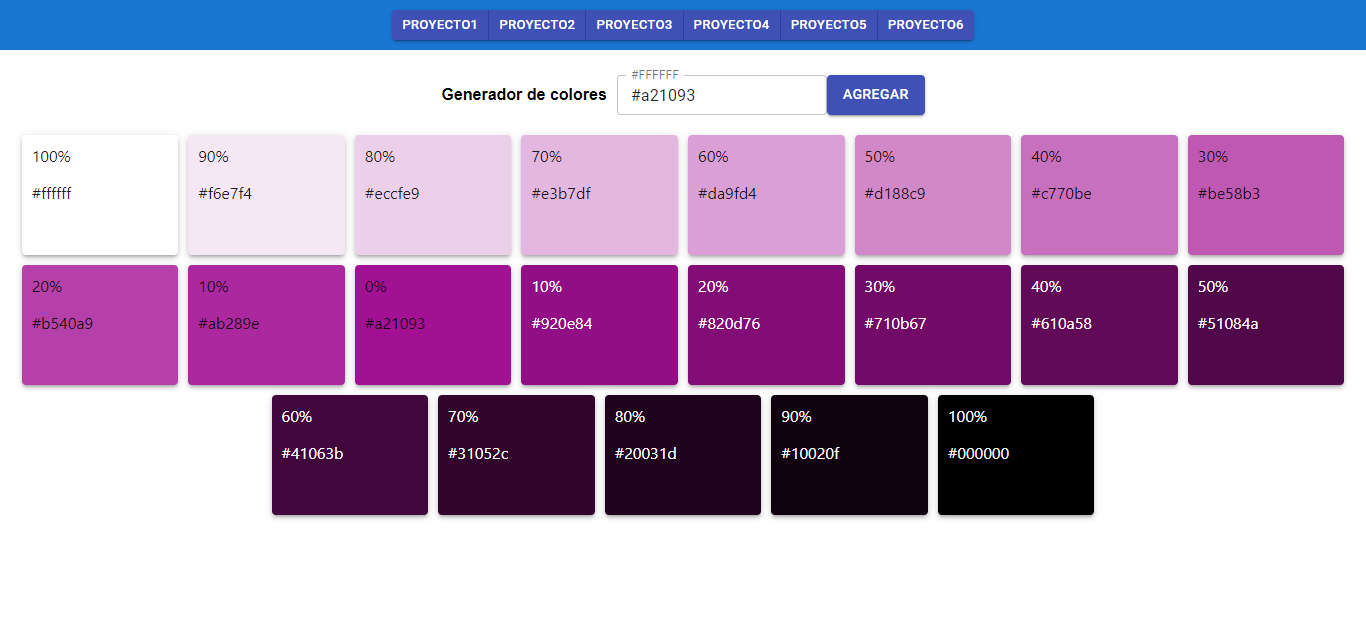 PROYECTO1 PROYECTO2 PROYECTO3 PROYECTO4 PROYECTO5 PROYECTO6
#FFFFFF
Generador de colores #a21093 AGREGAR
100% 90% 80% 70% 60% 50% 40% 30%
#ffffff #f6e7f4 #eccfe9 #e3b7df #da9fd4 #d188c9 #c770be #be58b3
20% 10% 0% 10% 20% 30% 40% 50%
#b540a9 #ab289e #a21093 #920e84 #820d76 #710b67 #610a58 #51084a
60% 70% 80% 90% 100%
#41063b #31052c #20031d #10020f #000000